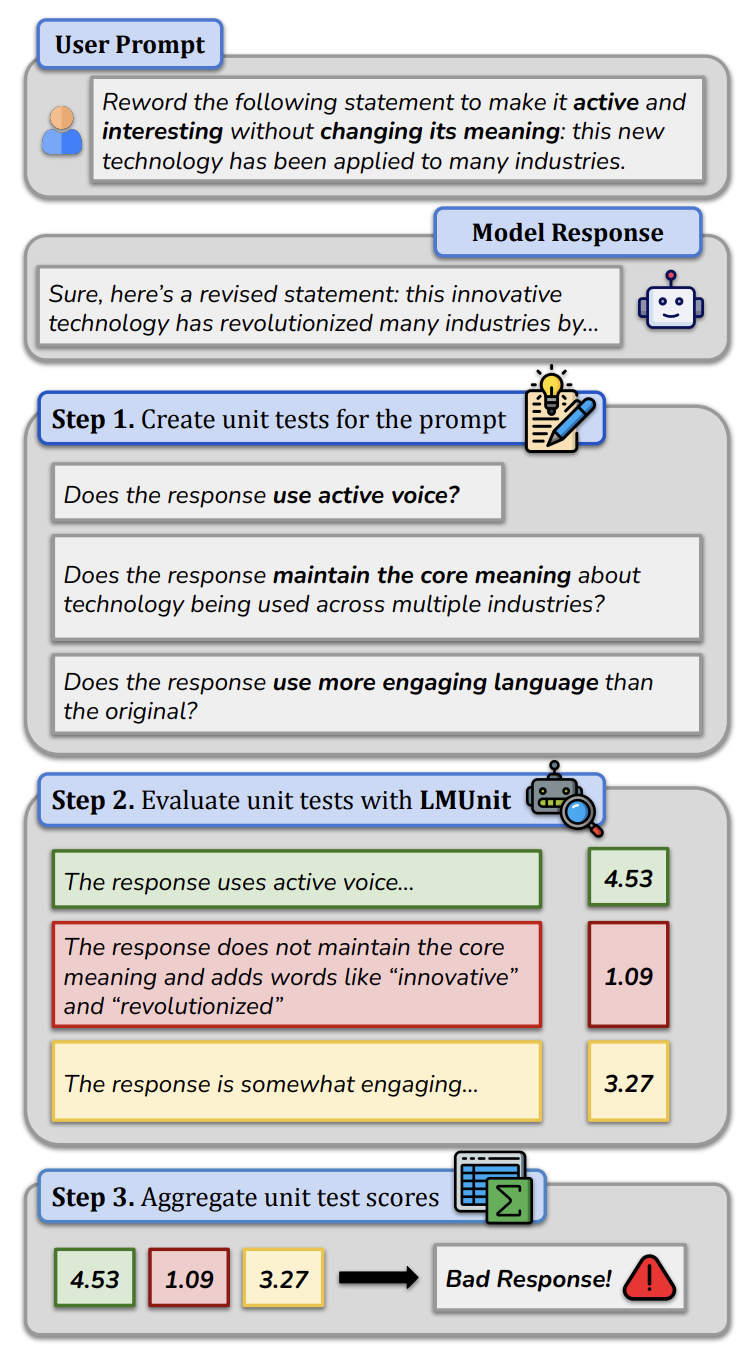 User Prompt
Reword the following statement to make it active and
interesting without changing its meaning: this new
technology has been applied to many industries.
Model Response
Sure, here’s a revised statement: this innovative
technology has revolutionized many industries by...
Step 1. Create unit tests for the prompt
Does the response use active voice?
Does the response maintain the core meaning about
technology being used across multiple industries?
Does the response use more engaging language than
the original?
Step 2. Evaluate unit tests with LMUnit
The response uses active voice...
4.53
The response does not maintain the core
meaning and adds words like “innovative”
and “revolutionized”
1.09
The response is somewhat engaging...
3.27
Step 3. Aggregate unit test scores
4.53 1.09 3.27 Bad Response!